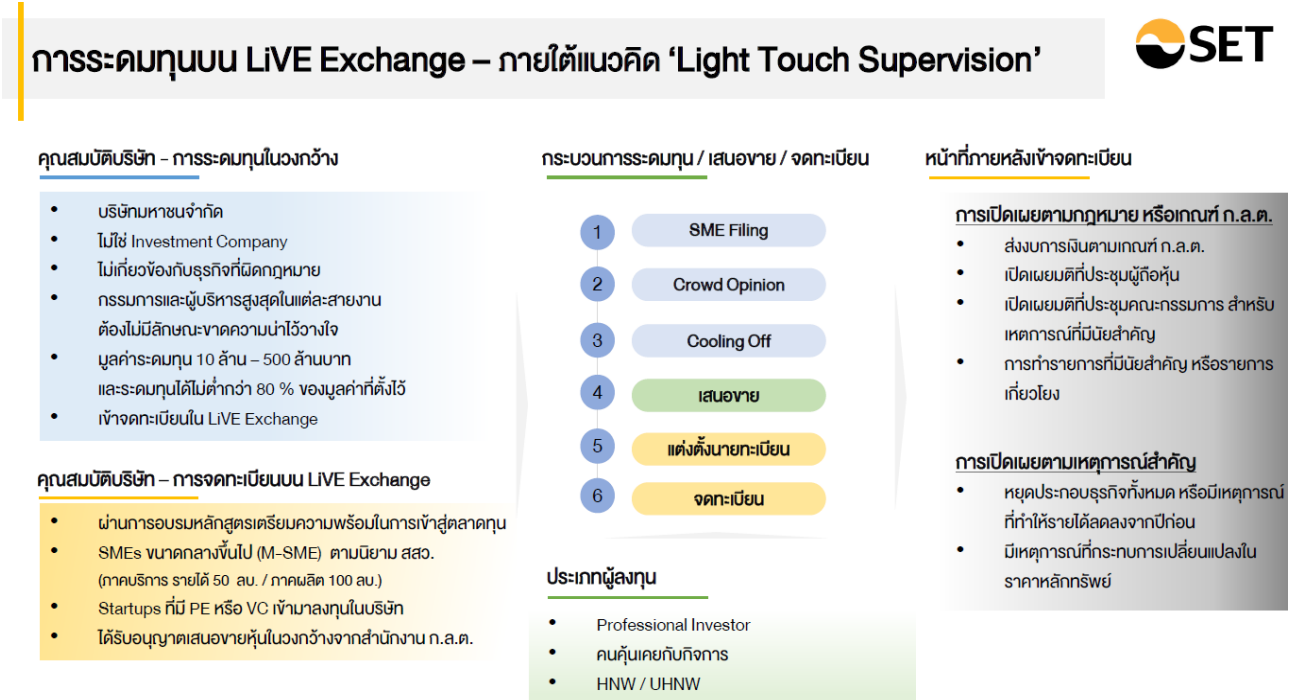 การระดมทุนบน LiVE Exchange – ภายใต้แนวคิด ‘Light Touch Supervision’
SET
คุณสมบัติบริษัท - การระดมทุนในวงกว้าง
• บริษัทมหาชนจำกัด
• ไม่ใช่ Investment Company
• ไม่เกี่ยวข้องกับธุรกิจที่ผิดกฎหมาย
• กรรมการและผู้บริหารสูงสุดในแต่ละสายงาน
ต้องไม่มีลักษณะขาดความน่าไว้วางใจ
• มูลค่าระดมทุน 10 ล้าน – 500 ล้านบาท
และระดมทุนได้ไม่ต่ำกว่า 80 % ของมูลค่าที่ตั้งไว้
• เข้าจดทะเบียนใน LiVE Exchange
คุณสมบัติบริษัท – การจดทะเบียนบน LiVE Exchange
• ผ่านการอบรมหลักสูตรเตรียมความพร้อมในการเข้าสู่ตลาดทุน
• SMEs ขนาดกลางขึ้นไป (M-SME) ตามนิยาม สสว.
(ภาคบริการ รายได้ 50 ลบ. / ภาคผลิต 100 ลบ.)
• Startups ที่มี PE หรือ VC เข้ามาลงทุนในบริษัท
• ได้รับอนุญาตเสนอขายหุ้นในวงกว้างจากสำนักงาน ก.ล.ต.
กระบวนการระดมทุน / เสนอขาย / จดทะเบียน
1 SME Filing
2 Crowd Opinion
3 Cooling Off
4 เสนอขาย
5 แต่งตั้งนายทะเบียน
6 จดทะเบียน
ประเภทผู้ลงทุน
• Professional Investor
• คนคุ้นเคยกับกิจการ
• HNW / UHNW
หน้าที่ภายหลังเข้าจดทะเบียน
การเปิดเผยตามกฎหมาย หรือเกณฑ์ ก.ล.ต.
• ส่งงบการเงินตามเกณฑ์ ก.ล.ต.
• เปิดเผยมติที่ประชุมผู้ถือหุ้น
• เปิดเผยมติที่ประชุมคณะกรรมการ สำหรับ
เหตการณ์ที่มีนัยสำคัญ
• การทำรายการที่มีนัยสำคัญ หรือรายการ
เกี่ยวโยง
การเปิดเผยตามเหตุการณ์สำคัญ
• หยุดประกอบธุรกิจทั้งหมด หรือมีเหตุการณ์
ที่ทำให้รายได้ลดลงจากปีก่อน
• มีเหตุการณ์ที่กระทบการเปลี่ยนแปลงใน
ราคาหลักทรัพย์